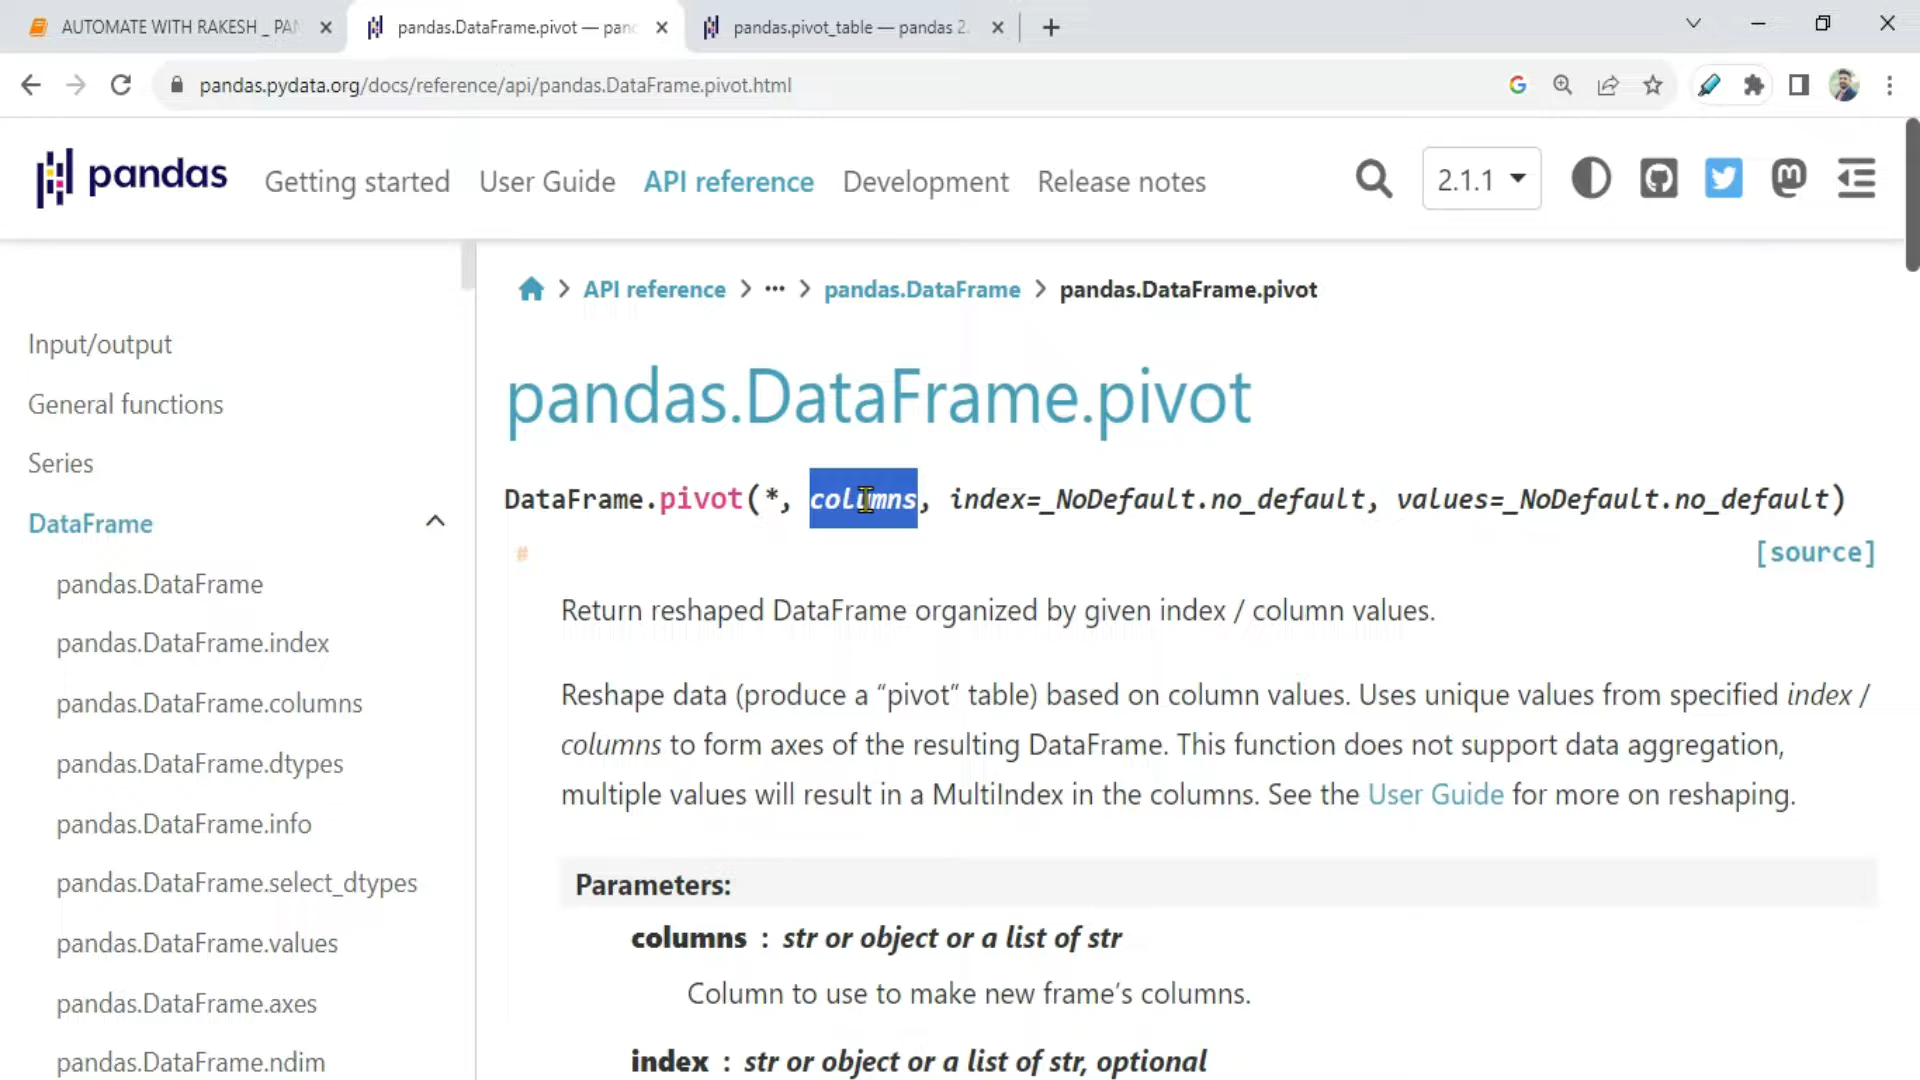 AUTOMATE WITH RAKESH _ PAN
pandas.DataFrame.pivot — pand
pandas.pivot_table — pandas 2.
pandas.pydata.org/docs/reference/api/pandas.DataFrame.pivot.html
pandas
Getting started
User Guide
API reference
Development
Release notes
2.1.1
Input/output
General functions
Series
DataFrame
pandas.DataFrame
pandas.DataFrame.index
pandas.DataFrame.columns
pandas.DataFrame.dtypes
pandas.DataFrame.info
pandas.DataFrame.select_dtypes
pandas.DataFrame.values
pandas.DataFrame.axes
pandas.DataFrame.ndim
API reference > ··· > pandas.DataFrame > pandas.DataFrame.pivot
pandas.DataFrame.pivot
DataFrame.pivot(*, columns, index=_NoDefault.no_default, values=_NoDefault.no_default)
# [source]
Return reshaped DataFrame organized by given index / column values.
Reshape data (produce a “pivot” table) based on column values. Uses unique values from specified index /
columns to form axes of the resulting DataFrame. This function does not support data aggregation,
multiple values will result in a MultiIndex in the columns. See the User Guide for more on reshaping.
Parameters:
columns : str or object or a list of str
Column to use to make new frame’s columns.
index : str or object or a list of str, optional